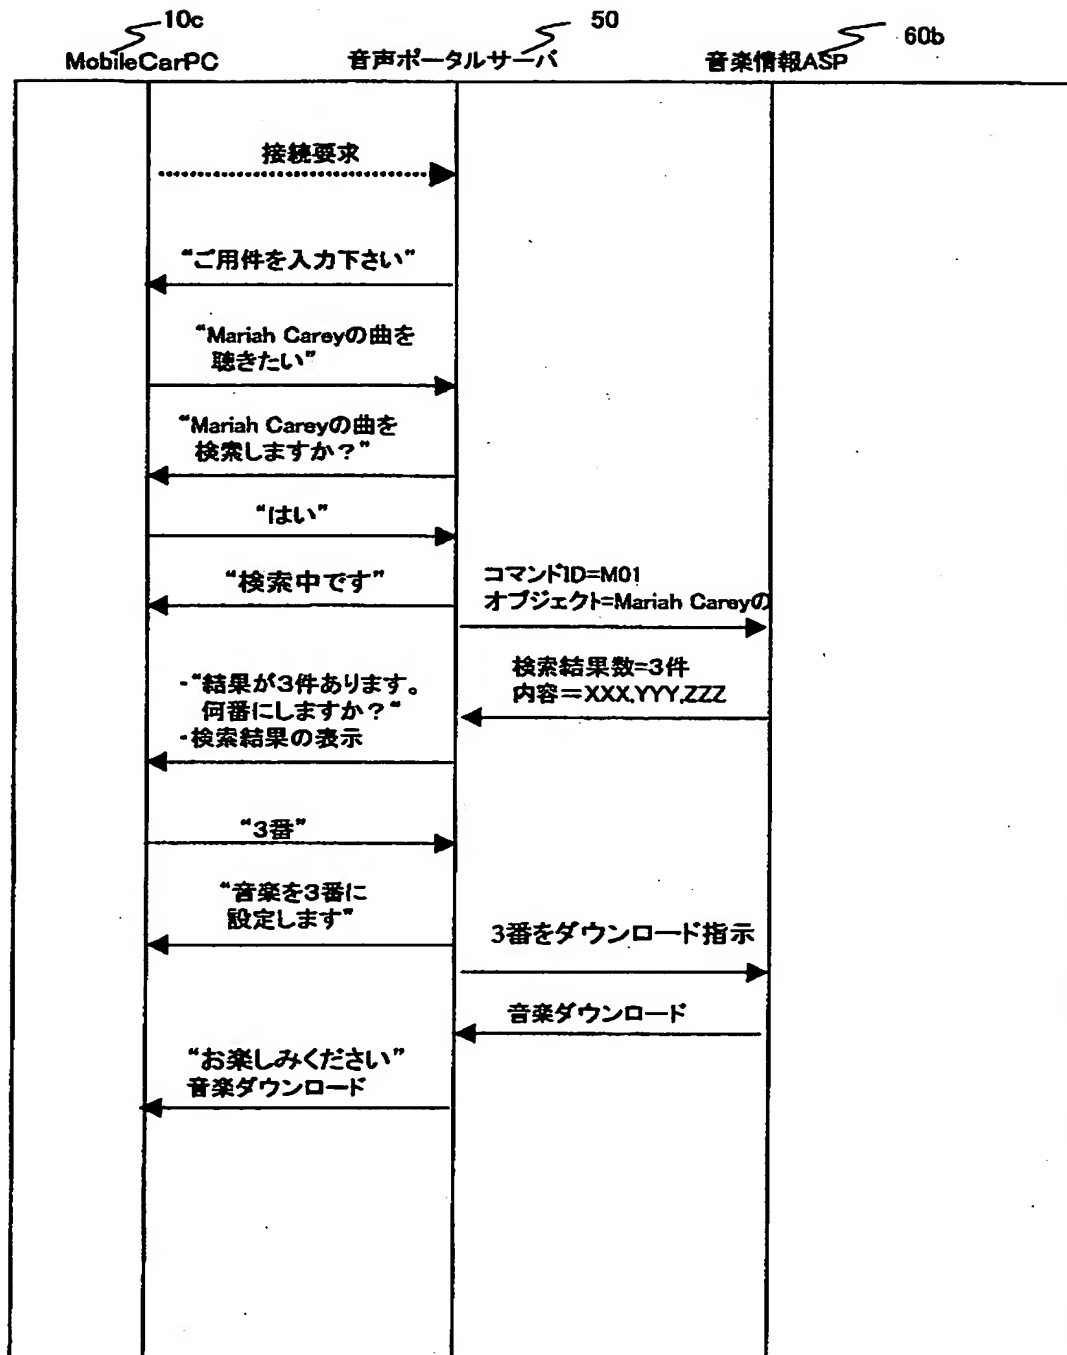 10c
50
60b
MobileCarPC
音声ポータルサーバ
音楽情報ASP
接続要求
“ご用件を入力下さい”
“Mariah Careyの曲を
聴きたい”
“Mariah Careyの曲を
検索しますか？”
“はい”
“検索中です”
コマンドID=M01
オブジェクト=Mariah Careyの
検索結果数=3件
内容＝XXX,YYY,ZZZ
-“結果が3件あります。
何番にしますか？“
-検索結果の表示
“3番”
“音楽を3番に
設定します”
3番をダウンロード指示
音楽ダウンロード
“お楽しみください”
音楽ダウンロード